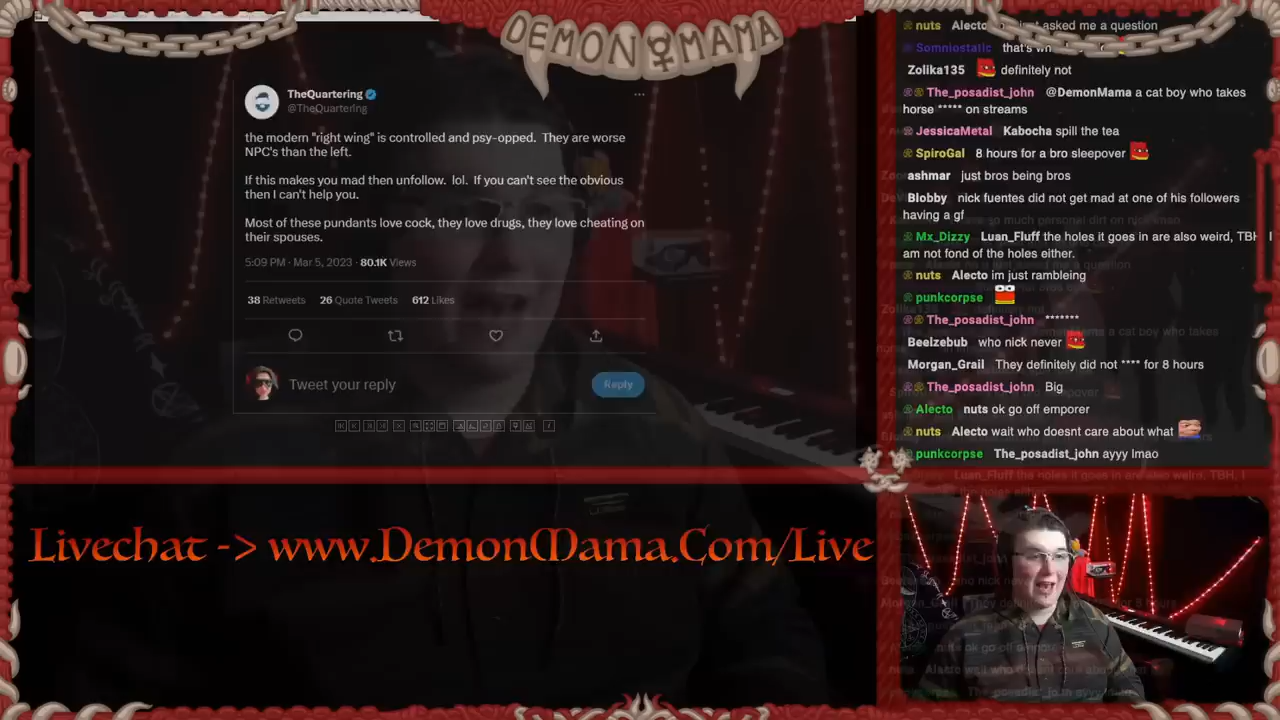 DEMON MAMA
TheQuartering
@TheQuartering
the modern "right wing" is controlled and psy-opped. They are worse
NPC's than the left.
If this makes you mad then unfollow. lol. If you can't see the obvious
then I can't help you.
Most of these pundants love cock, they love drugs, they love cheating on
their spouses.
5:09 PM · Mar 5, 2023 · 80.1K Views
38 Retweets 26 Quote Tweets 612 Likes
Tweet your reply
Reply
Livechat -> www.DemonMama.Com/Live
nuts Alecto just asked me a question
Somniostatic that's
Zolika135 definitely not
The_posadist_john @DemonMama a cat boy who takes
horse ***** on streams
JessicaMetal Kabocha spill the tea
SpiroGal 8 hours for a bro sleepover
ashmar just bros being bros
Blobby nick fuentes did not get mad at one of his followers
having a gf
Mx_Dizzy Luan_Fluff the holes it goes in are also weird, TBH I
am not fond of the holes either.
nuts Alecto im just rambleing
punkcorpse
The_posadist_john *******
Beelzebub who nick never
Morgan_Grail They definitely did not **** for 8 hours
The_posadist_john Big
Alecto nuts ok go off emporer
nuts Alecto wait who doesnt care about what
punkcorpse The_posadist_john ayyy lmao